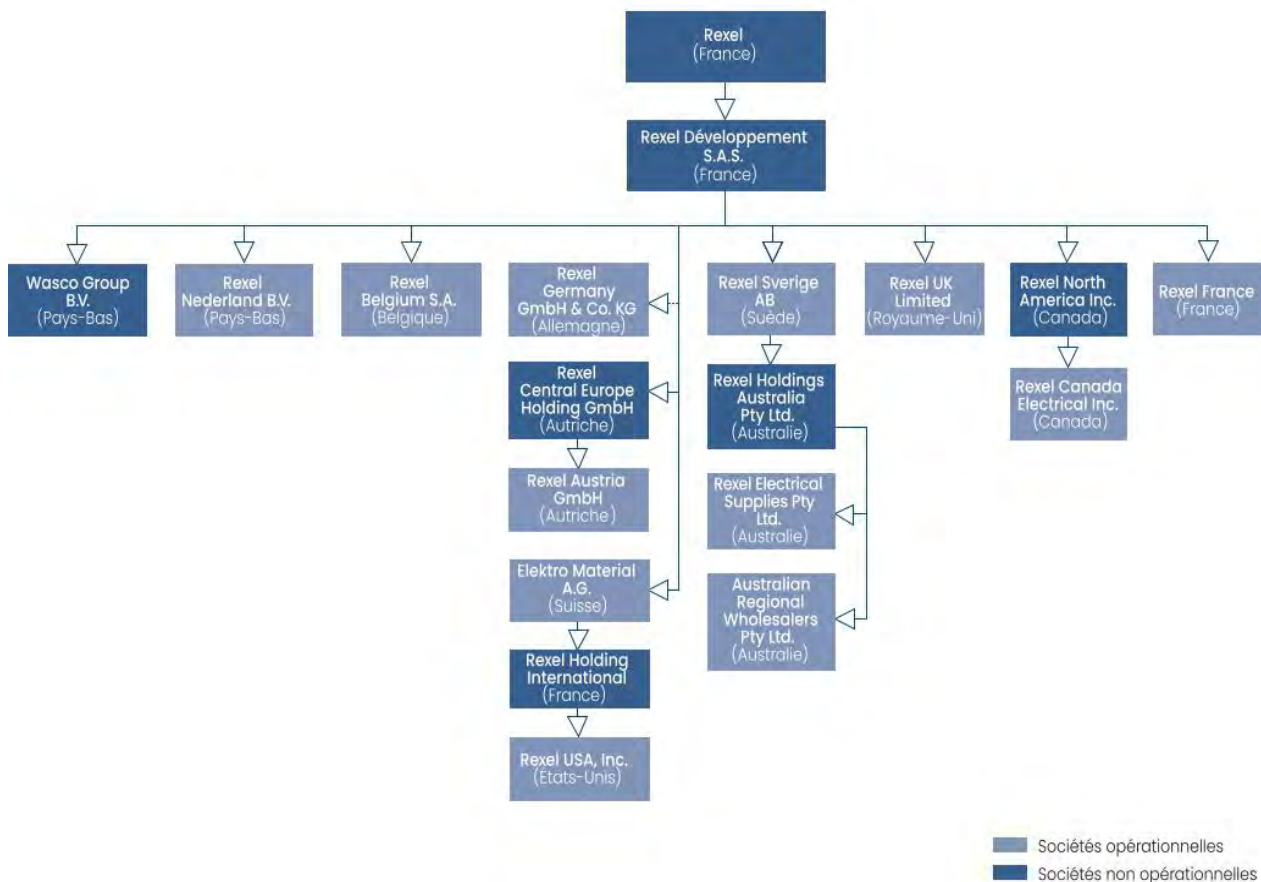 Rexel
(France)
Rexel Développement
S.A.S.
(France)
Wasco Group
B.V.
(Pays-Bas)
Rexel
Nederland B.V.
(Pays-Bas)
Rexel
Belgium S.A.
(Belgique)
Rexel
Germany
GmbH & Co. KG
(Allemagne)
Rexel
Central Europe
Holding GmbH
(Autriche)
Rexel Austria
GmbH
(Autriche)
Elektro Material
A.G.
(Suisse)
Rexel Holding
International
(France)
Rexel USA, Inc.
(États-Unis)
Rexel Sverige
AB
(Suède)
Rexel Holdings
Australia
Pty Ltd.
(Australie)
Rexel Electrical
Supplies Pty
Ltd.
(Australie)
Australian
Regional
Wholesalers
Pty Ltd.
(Australie)
Rexel UK
Limited
(Royaume-Uni)
Rexel North
America Inc.
(Canada)
Rexel Canada
Electrical Inc.
(Canada)
Rexel France
(France)
Sociétés opérationnelles
Sociétés non opérationnelles